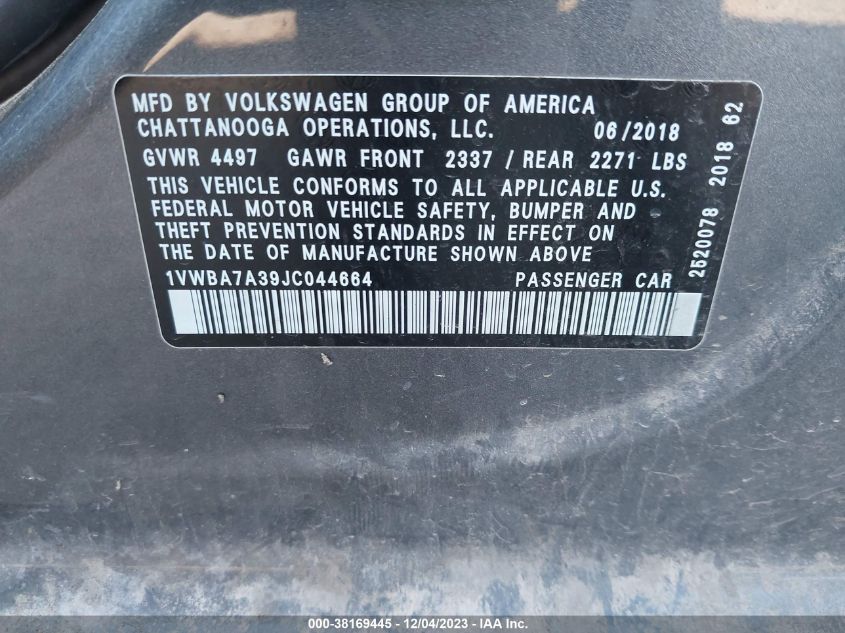 MFD BY VOLKSWAGEN GROUP OF AMERICA
CHATTANOOGA OPERATIONS, LLC. 06/2018
GVWR 4497 GAWR FRONT 2337 / REAR 2271 LBS
THIS VEHICLE CONFORMS TO ALL APPLICABLE U.S.
FEDERAL MOTOR VEHICLE SAFETY, BUMPER AND
THEFT PREVENTION STANDARDS IN EFFECT ON
THE DATE OF MANUFACTURE SHOWN ABOVE
1VWBA7A39JC044664 PASSENGER CAR
2520078 2018 62
000-38169445 - 12/04/2023 - IAAI.com